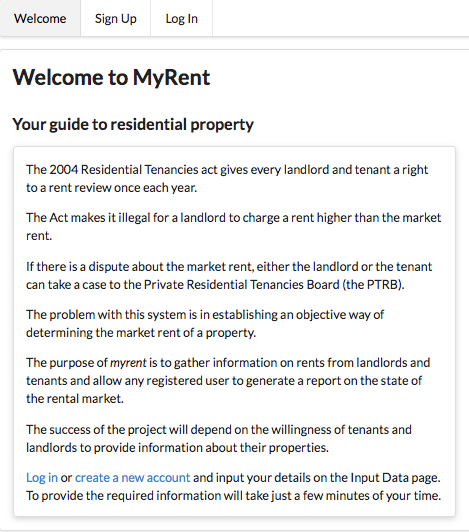 Welcome Sign Up Log In
Welcome to MyRent
Your guide to residential property
The 2004 Residential Tenancies act gives every landlord and tenant a right
to a rent review once each year.
The Act makes it illegal for a landlord to charge a rent higher than the market
rent.
If there is a dispute about the market rent, either the landlord or the tenant
can take a case to the Private Residential Tenancies Board (the PTRB).
The problem with this system is in establishing an objective way of
determining the market rent of a property.
The purpose of myrent is to gather information on rents from landlords and
tenants and allow any registered user to generate a report on the state of
the rental market.
The success of the project will depend on the willingness of tenants and
landlords to provide information about their properties.
Log in or create a new account and input your details on the Input Data page.
To provide the required information will take just a few minutes of your time.